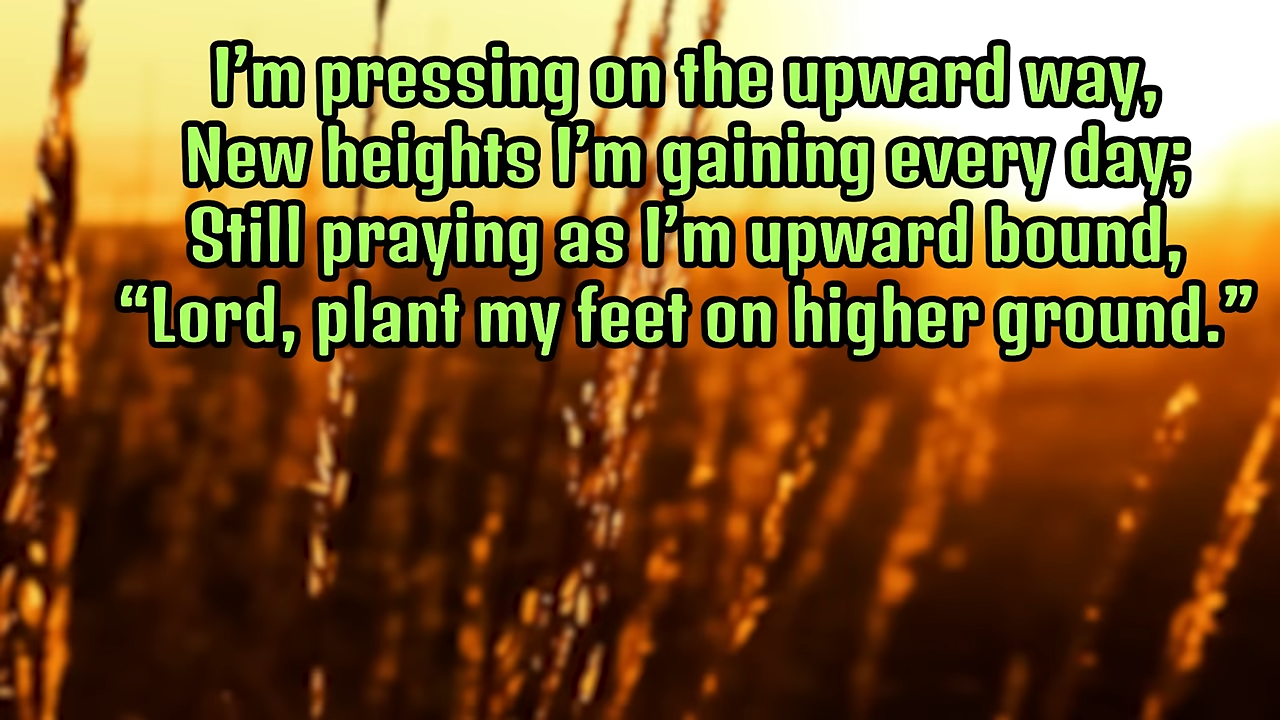 I’m pressing on the upward way,
New heights I’m gaining every day;
Still praying as I’m upward bound,
“Lord, plant my feet on higher ground.”